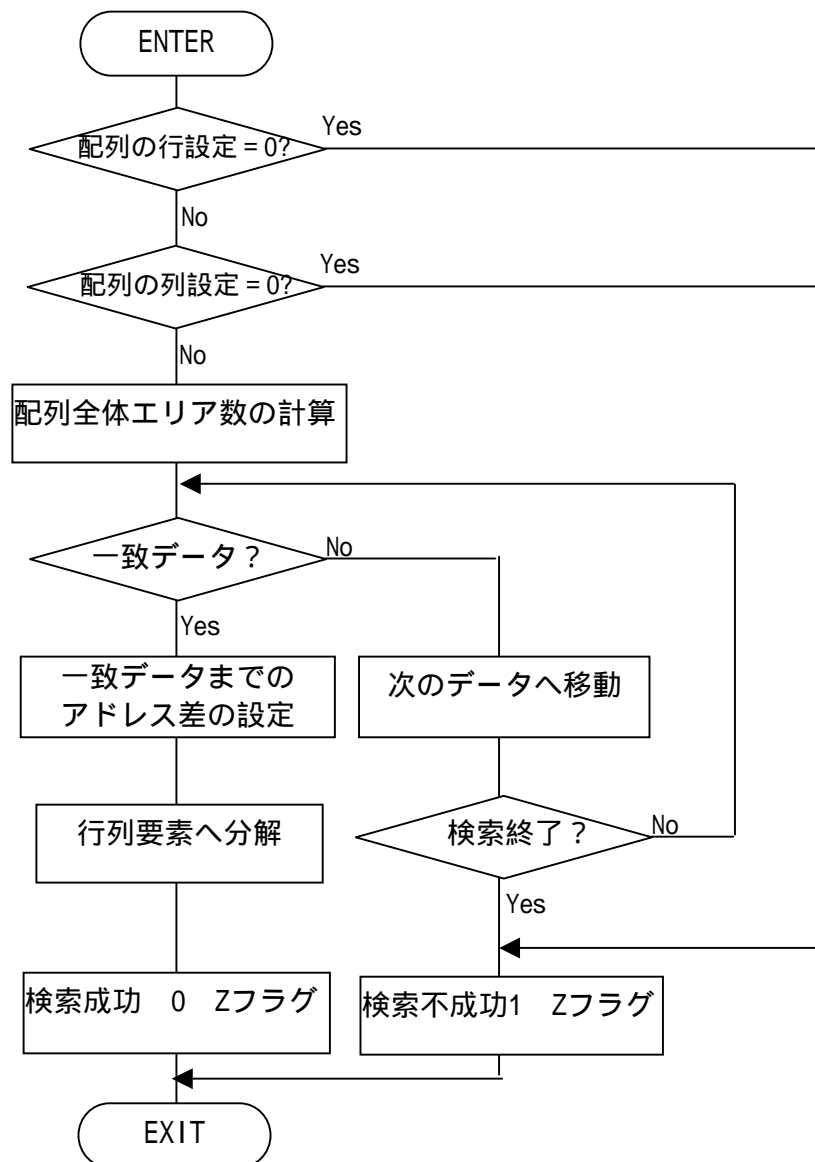 ENTER
配列の行設定=0?
Yes
No
配列の列設定=0?
Yes
No
配列全体エリア数の計算
一致データ?
No
Yes
一致データまでの
アドレス差の設定
次のデータへ移動
行列要素へ分解
検索終了?
No
Yes
検索成功 0 Zフラグ
検索不成功1 Zフラグ
EXIT